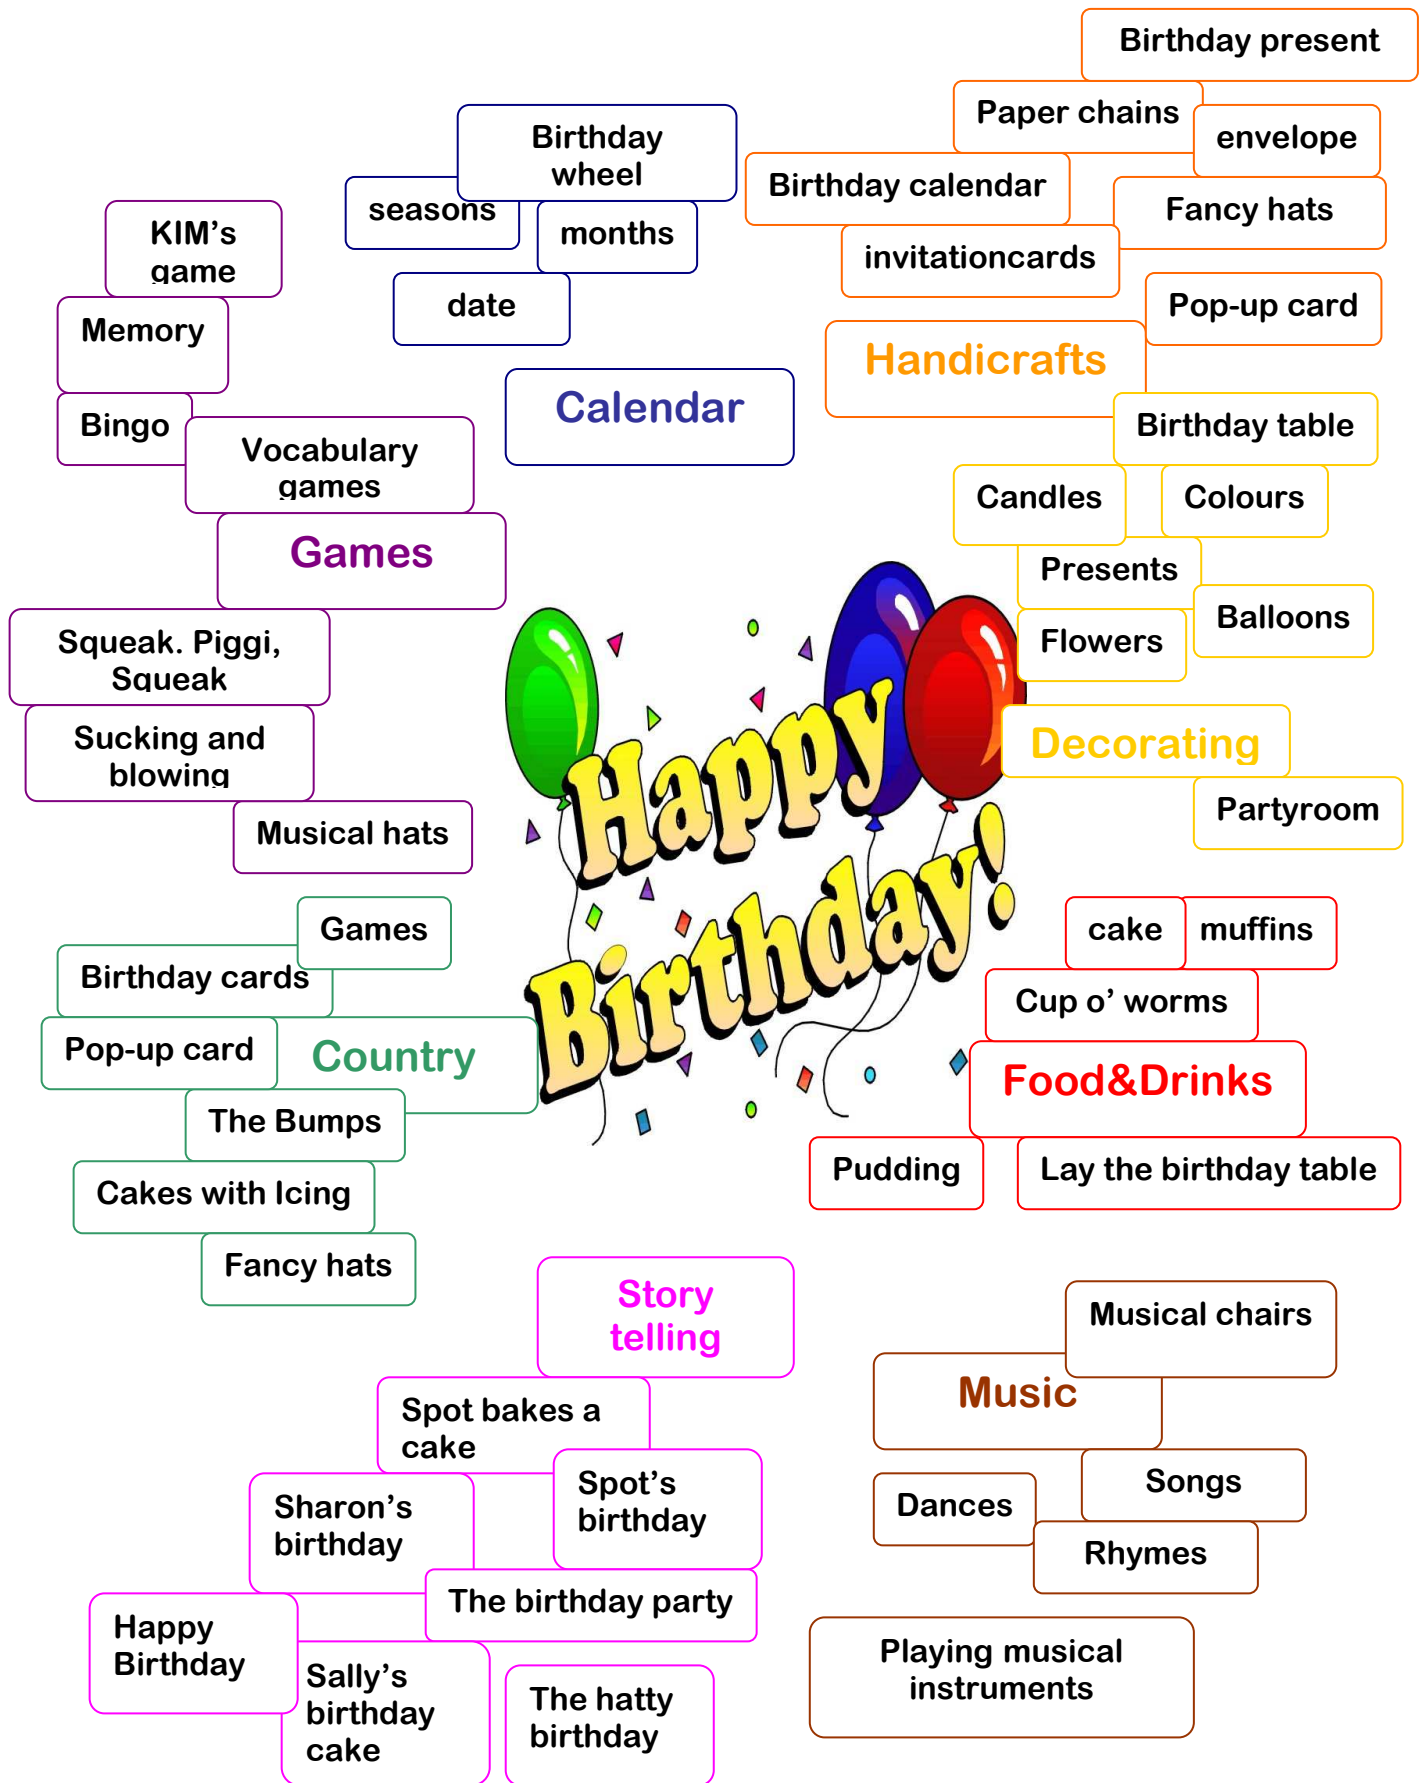 Birthday present
Paper chains
envelope
Birthday calendar
Fancy hats
invitationcards
Pop-up card
Handicrafts
Birthday
wheel
seasons
months
date
Calendar
KIM’s
game
Memory
Bingo
Vocabulary
games
Games
Squeak. Piggi,
Squeak
Sucking and
blowing
Musical hats
Birthday table
Candles
Colours
Presents
Balloons
Flowers
Decorating
Partyroom
Happy
Birthday!
Games
Birthday cards
Pop-up card
Country
The Bumps
Cakes with Icing
Fancy hats
cake
muffins
Cup o’ worms
Food&Drinks
Pudding
Lay the birthday table
Story
telling
Spot bakes a
cake
Spot’s
birthday
Sharon’s
birthday
The birthday party
Happy
Birthday
Sally’s
birthday
cake
The hatty
birthday
Musical chairs
Music
Songs
Dances
Rhymes
Playing musical
instruments